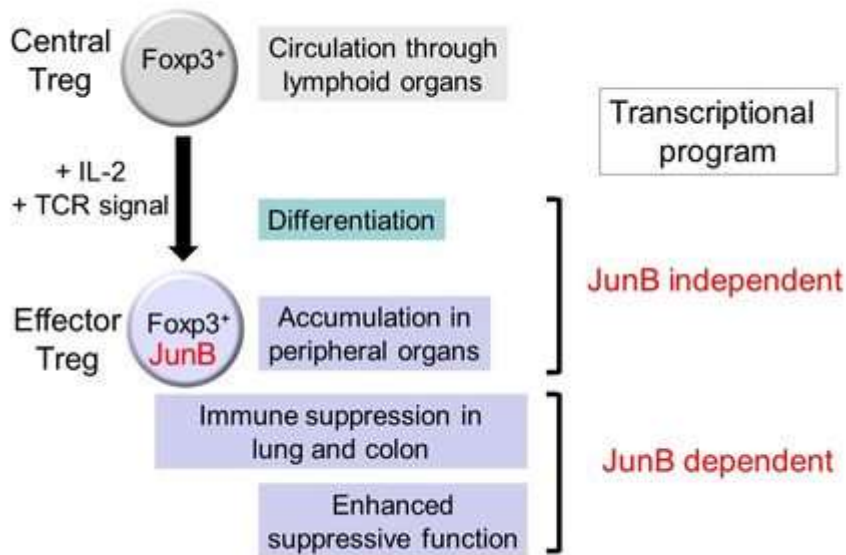 Central
Treg
Foxp3⁺
Circulation through
lymphoid organs
Transcriptional
program
+ IL-2
+ TCR signal
Differentiation
JunB independent
Effector
Treg
Foxp3⁺
JunB
Accumulation in
peripheral organs
Immune suppression in
lung and colon
JunB dependent
Enhanced
suppressive function